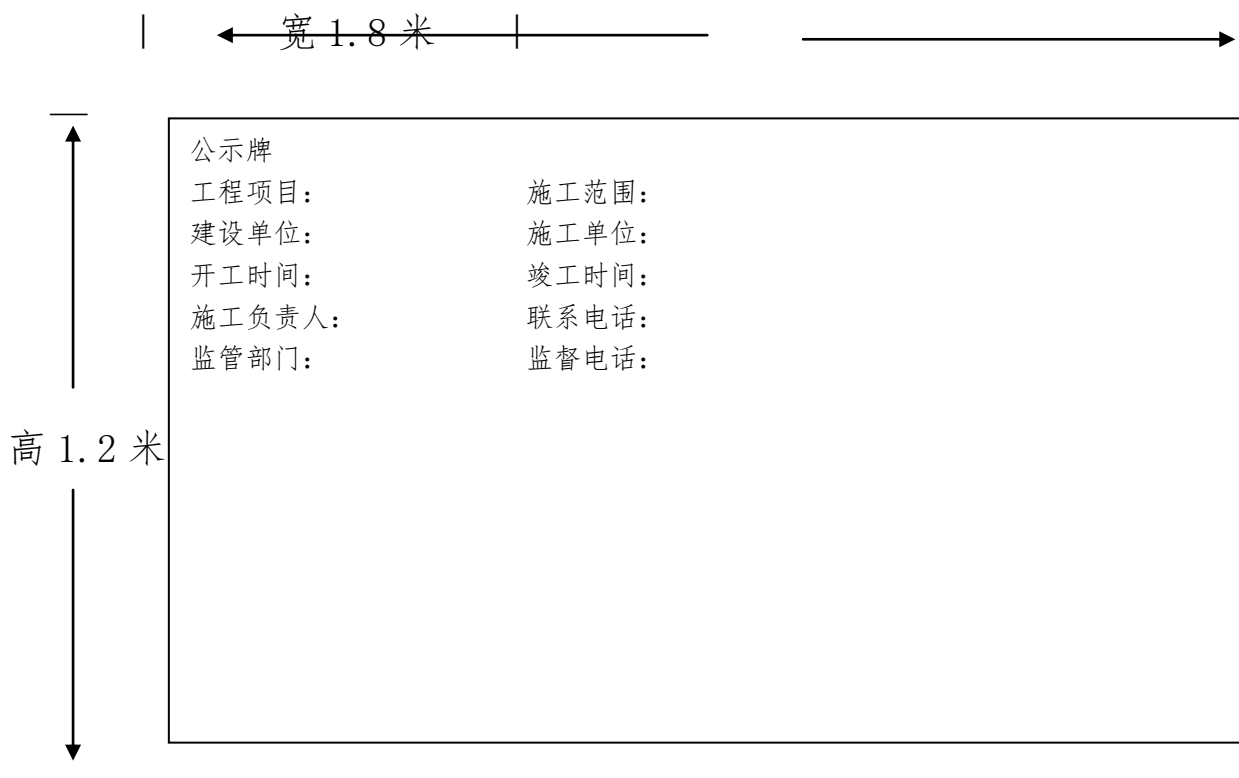 宽1.8米
公示牌
工程项目： 施工范围：
建设单位： 施工单位：
开工时间： 竣工时间：
施工负责人： 联系电话：
监管部门： 监督电话：
高1.2米